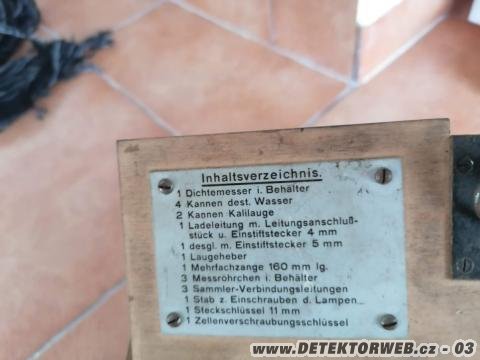 Inhaltsverzeichnis.
1 Dichtemesser i. Behälter
4 Kannen dest. Wasser
2 Kannen Kalilauge
1 Ladeleitung m. Leitungsanschluß-
stück u. Einstiftstecker 4 mm
1 desgl. m. Einstiftstecker 5 mm
1 Laugeheber
1 Mehrfachzange 160 mm lg.
3 Messröhrchen i. Behälter
3 Sammler-Verbindungsleitungen
1 Stab z. Einschrauben d. Lampen
1 Steckschlüssel 11 mm
1 Zellenverschraubungsschlüssel
www.DETEKTORWEB.cz - 03